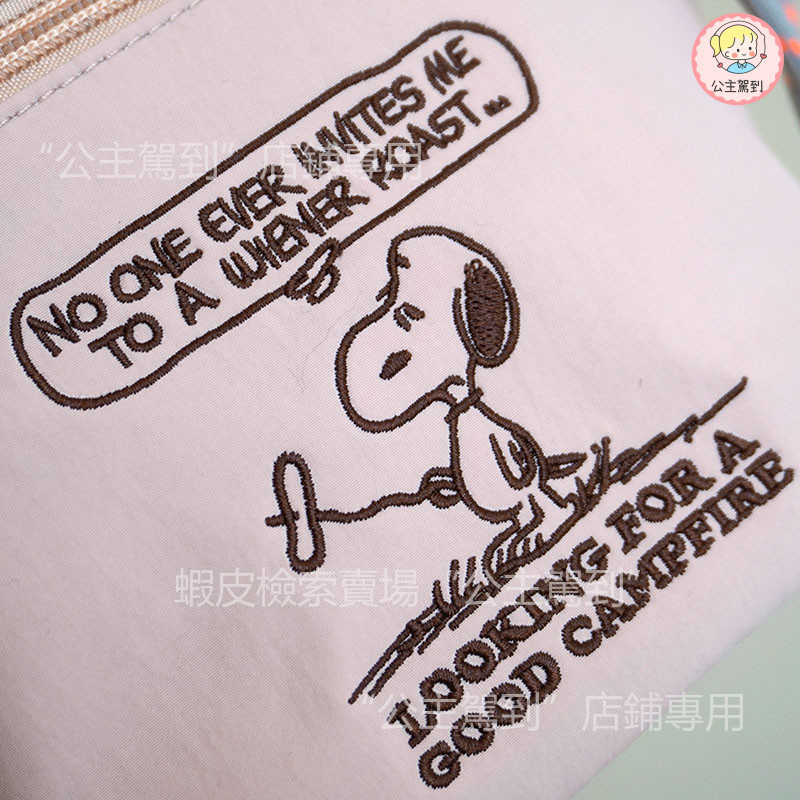 公主駕到
NO ONE EVER INVITES ME
TO A WIENER ROAST..
“公主駕到”店鋪專用
蝦皮檢索賣場“公主駕到”
LOOKING FOR A
GOOD CAMPFIRE
“公主駕到”店鋪專用